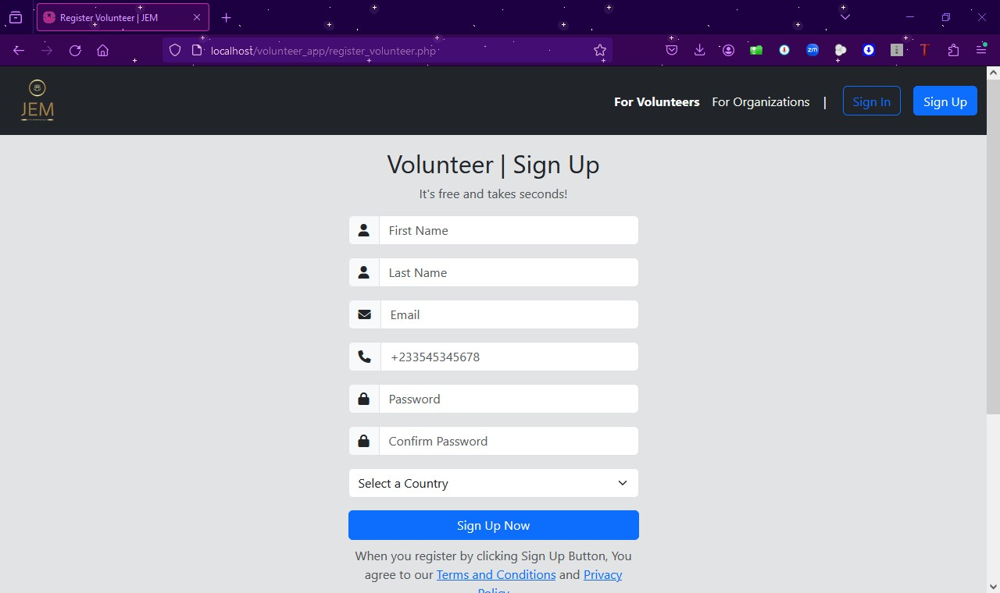 Register Volunteer | JEM
localhost/volunteer_app/register_volunteer.php
zm
T
JEM
For Volunteers For Organizations | Sign In Sign Up
Volunteer | Sign Up
It's free and takes seconds!
First Name
Last Name
Email
+233545345678
Password
Confirm Password
Select a Country
Sign Up Now
When you register by clicking Sign Up Button, You
agree to our Terms and Conditions and Privacy
Policy